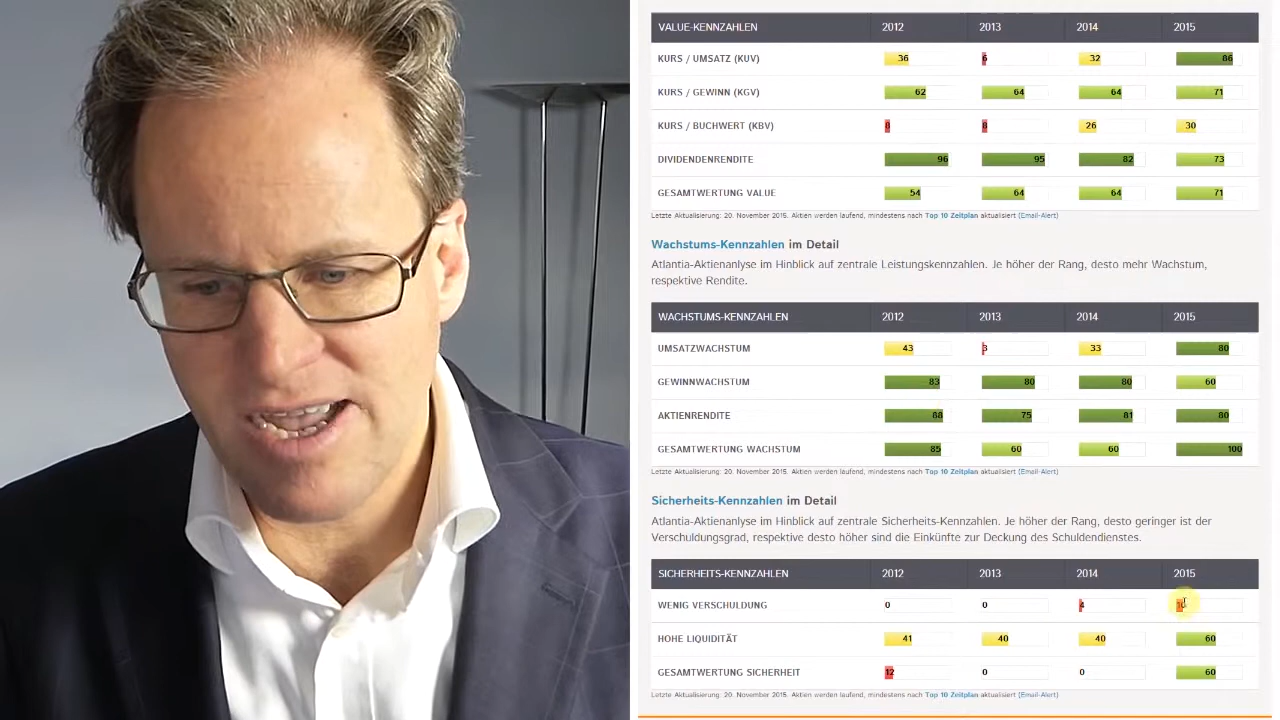 VALUE-KENNZAHLEN 2012 2013 2014 2015
KURS / UMSATZ (KUV) 36 6 32 86
KURS / GEWINN (KGV) 62 64 64 71
KURS / BUCHWERT (KBV) 8 8 26 30
DIVIDENDENRENDITE 96 95 82 73
GESAMTWERTUNG VALUE 54 64 64 71
Letzte Aktualisierung: 20. November 2015. Aktien werden laufend, mindestens nach Top 10 Zeitplan aktualisiert (Email-Alert)
Wachstums-Kennzahlen im Detail
Atlantia-Aktienanalyse im Hinblick auf zentrale Leistungskennzahlen. Je höher der Rang, desto mehr Wachstum,
respektive Rendite.
WACHSTUMS-KENNZAHLEN 2012 2013 2014 2015
UMSATZWACHSTUM 43 3 33 80
GEWINNWACHSTUM 83 80 80 60
AKTIENRENDITE 88 75 81 80
GESAMTWERTUNG WACHSTUM 85 60 60 100
Letzte Aktualisierung: 20. November 2015. Aktien werden laufend, mindestens nach Top 10 Zeitplan aktualisiert (Email-Alert)
Sicherheits-Kennzahlen im Detail
Atlantia-Aktienanalyse im Hinblick auf zentrale Sicherheits-Kennzahlen. Je höher der Rang, desto geringer ist der
Verschuldungsgrad, respektive desto höher sind die Einkünfte zur Deckung des Schuldendienstes.
SICHERHEITS-KENNZAHLEN 2012 2013 2014 2015
WENIG VERSCHULDUNG 0 0 4
HOHE LIQUIDITÄT 41 40 40 60
GESAMTWERTUNG SICHERHEIT 12 0 0 60
Letzte Aktualisierung: 20. November 2015. Aktien werden laufend, mindestens nach Top 10 Zeitplan aktualisiert (Email-Alert)